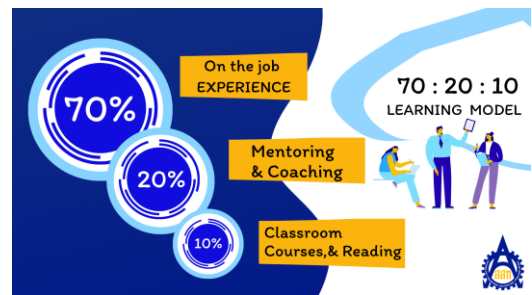 70%
On the job
EXPERIENCE
20%
Mentoring
& Coaching
10%
Classroom
Courses,& Reading
70 : 20 : 10
LEARNING MODEL